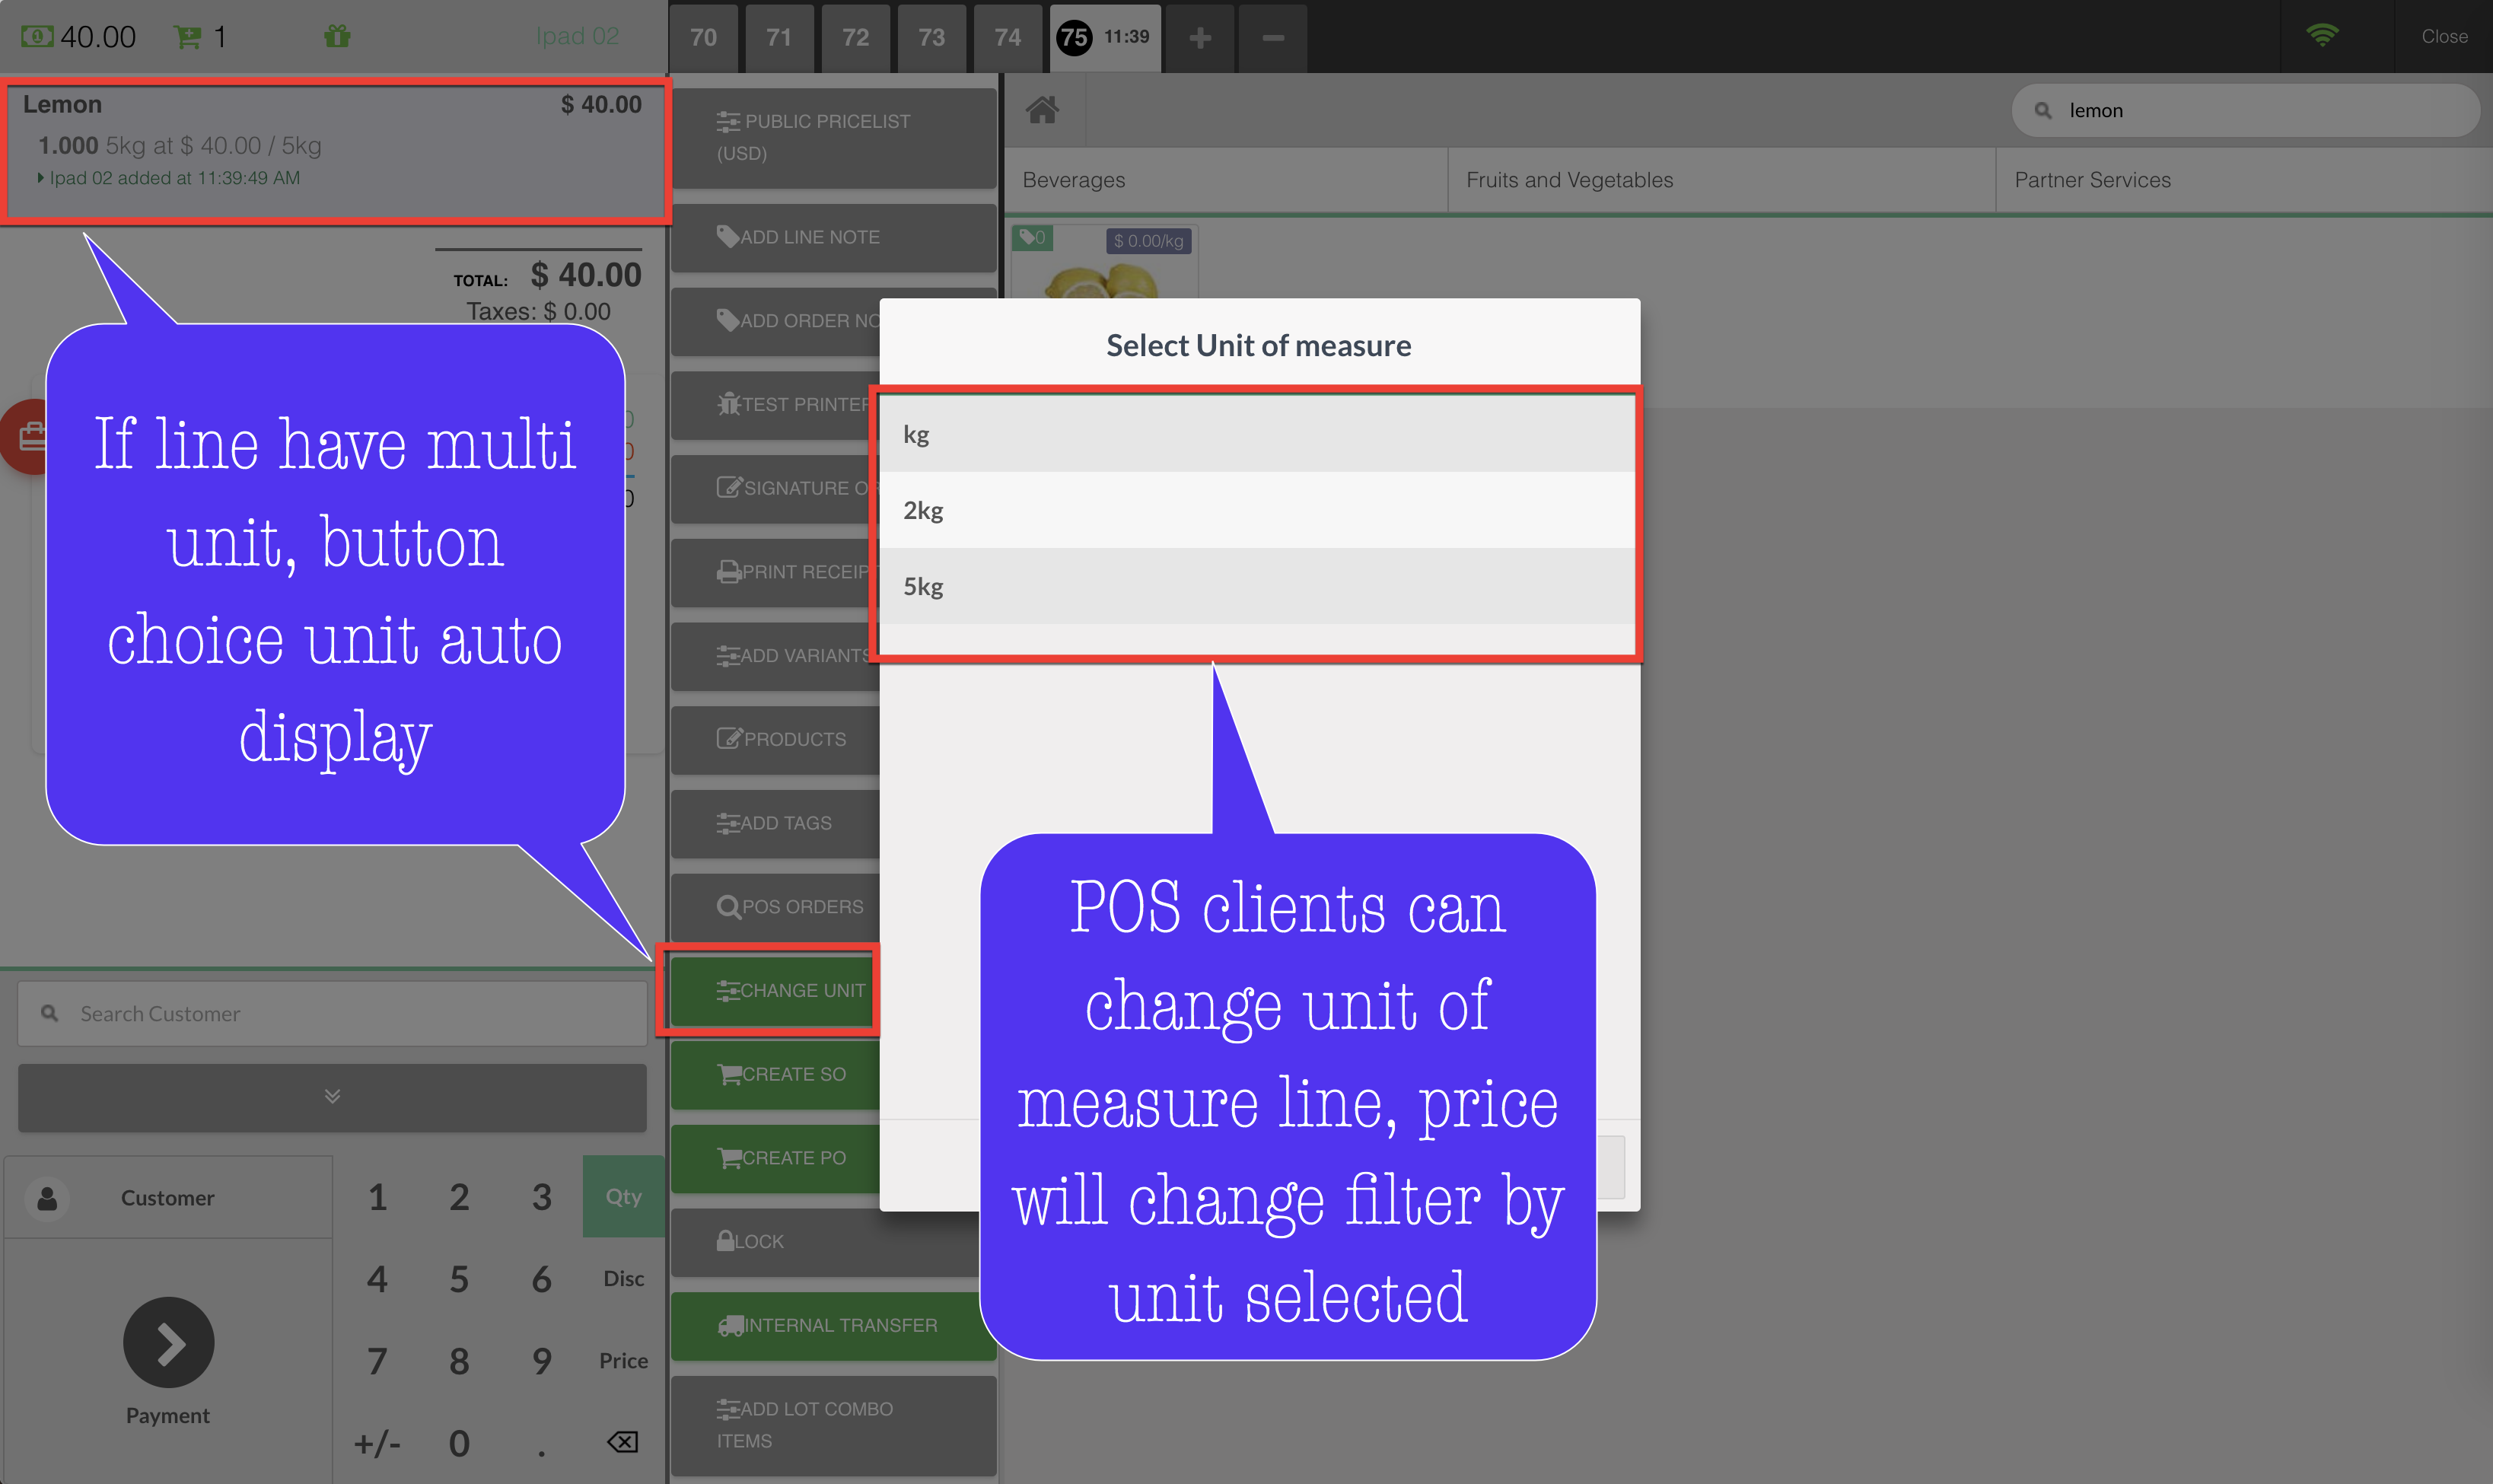 40.00
1
Ipad 02
70
71
72
73
74
75 11:39
+
−
Close
Lemon $ 40.00
1.000 5kg at $ 40.00 / 5kg
Ipad 02 added at 11:39:49 AM
TOTAL: $ 40.00
Taxes: $ 0.00
If line have multi
unit, button
choice unit auto
display
0
0
0
Search Customer
Customer
Payment
1 2 3 Qty
4 5 6 Disc
7 8 9 Price
+/- 0 .
PUBLIC PRICELIST
(USD)
ADD LINE NOTE
ADD ORDER NO
TEST PRINTER
SIGNATURE OR
PRINT RECEIP
ADD VARIANTS
PRODUCTS
ADD TAGS
POS ORDERS
CHANGE UNIT
CREATE SO
CREATE PO
LOCK
INTERNAL TRANSFER
ADD LOT COMBO
ITEMS
lemon
Beverages
Fruits and Vegetables
Partner Services
0
$ 0.00/kg
Select Unit of measure
kg
2kg
5kg
POS clients can
change unit of
measure line, price
will change filter by
unit selected